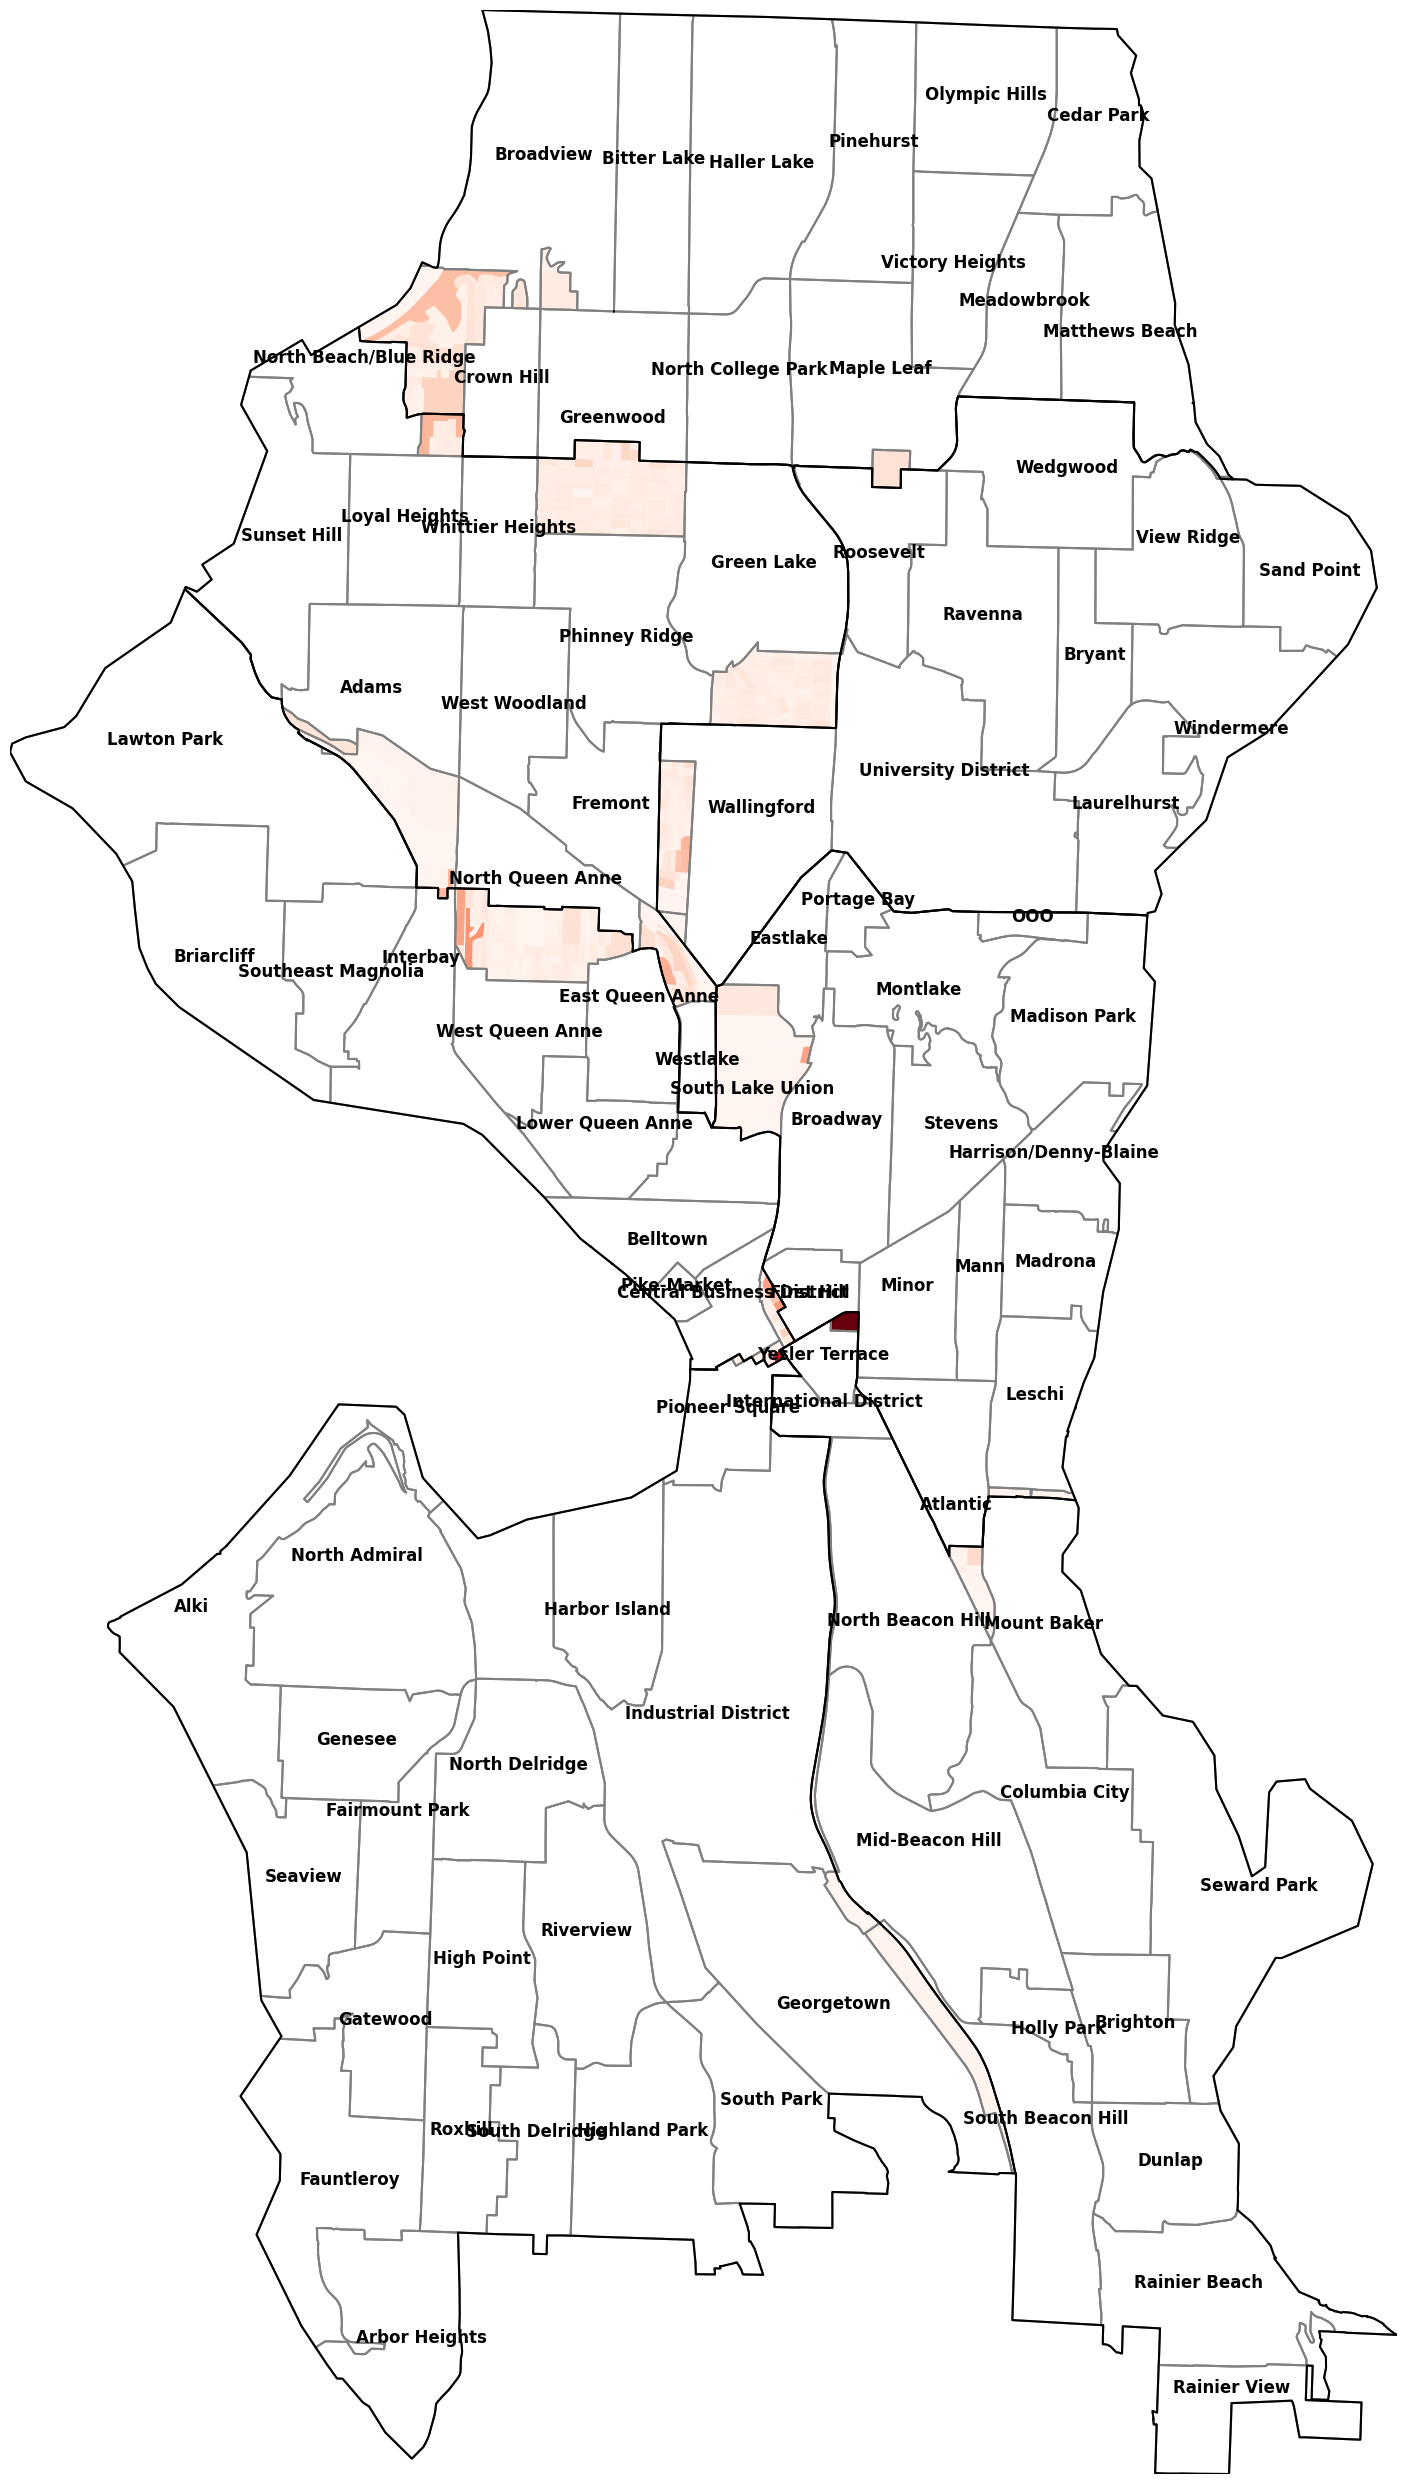 Olympic Hills
Cedar Park
Pinehurst
Broadview
Bitter Lake
Haller Lake
Victory Heights
Meadowbrook
Matthews Beach
North Beach/Blue Ridge
Crown Hill
North College Park
Maple Leaf
Greenwood
Wedgwood
Loyal Heights
Whittier Heights
Sunset Hill
View Ridge
Roosevelt
Green Lake
Sand Point
Ravenna
Phinney Ridge
Bryant
Adams
West Woodland
Windermere
Lawton Park
University District
Fremont
Wallingford
Laurelhurst
North Queen Anne
Portage Bay
OOO
Eastlake
Briarcliff
Interbay
Southeast Magnolia
Montlake
East Queen Anne
Madison Park
West Queen Anne
Westlake
South Lake Union
Broadway
Lower Queen Anne
Stevens
Harrison/Denny-Blaine
Belltown
Madrona
Mann
Pike-Market
Minor
Central Business District
First Hill
Yesler Terrace
Leschi
International District
Pioneer Square
Atlantic
North Admiral
Alki
Harbor Island
North Beacon Hill
Mount Baker
Industrial District
Genesee
North Delridge
Columbia City
Fairmount Park
Mid-Beacon Hill
Seaview
Seward Park
Riverview
High Point
Georgetown
Gatewood
Holly Park
Brighton
South Park
South Beacon Hill
Roxhill
South Delridge
Highland Park
Dunlap
Fauntleroy
Rainier Beach
Arbor Heights
Rainier View